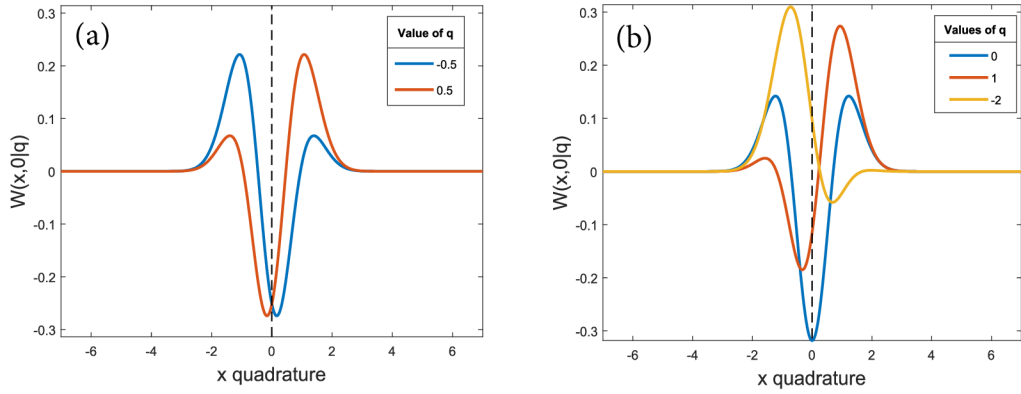 (a)
Value of q
-0.5
0.5
0.3
0.2
0.1
0
-0.1
-0.2
-0.3
-6 -4 -2 0 2 4 6
x quadrature
W(x,0|q)
(b)
Values of q
0
1
-2
0.3
0.2
0.1
0
-0.1
-0.2
-0.3
-6 -4 -2 0 2 4 6
x quadrature
W(x,0|q)